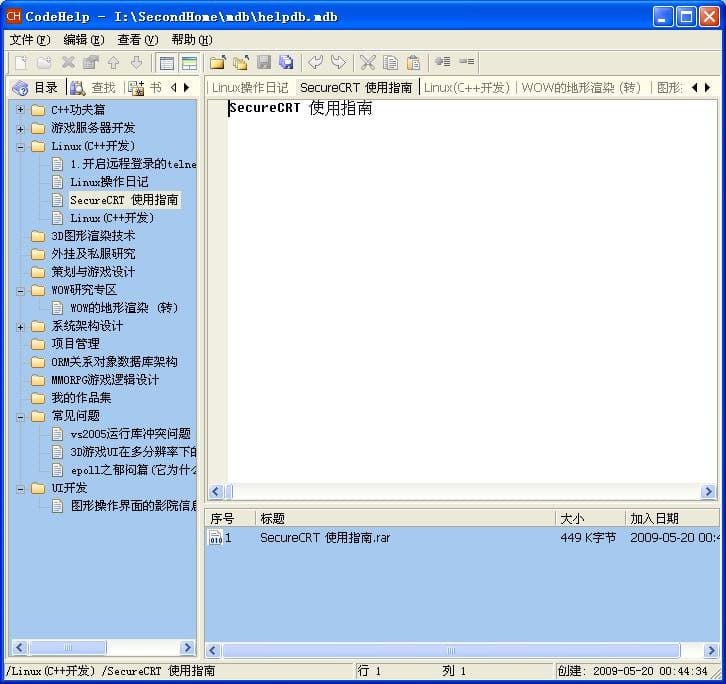 CodeHelp - I:\SecondHome\mdb\helpdb.mdb
文件(F) 编辑(E) 查看(V) 帮助(H)
目录 查找 书
Linux操作日记 SecureCRT 使用指南 Linux(C++开发) WOW的地形渲染 (转) 图形
C++功夫篇
游戏服务器开发
Linux(C++开发)
1.开启远程登录的telne
Linux操作日记
SecureCRT 使用指南
Linux(C++开发)
3D图形渲染技术
外挂及私服研究
策划与游戏设计
WOW研究专区
WOW的地形渲染 (转)
系统架构设计
项目管理
ORM关系对象数据库架构
MMORPG游戏逻辑设计
我的作品集
常见问题
vs2005运行库冲突问题
3D游戏UI在多分辨率下的
epoll之郁闷篇(它为什么
UI开发
图形操作界面的影院信息
SecureCRT 使用指南
序号 标题 大小 加入日期
1 SecureCRT 使用指南.rar 449 K字节 2009-05-20 00:4
/Linux(C++开发) /SecureCRT 使用指南 行 1 列 1 创建: 2009-05-20 00:44:34